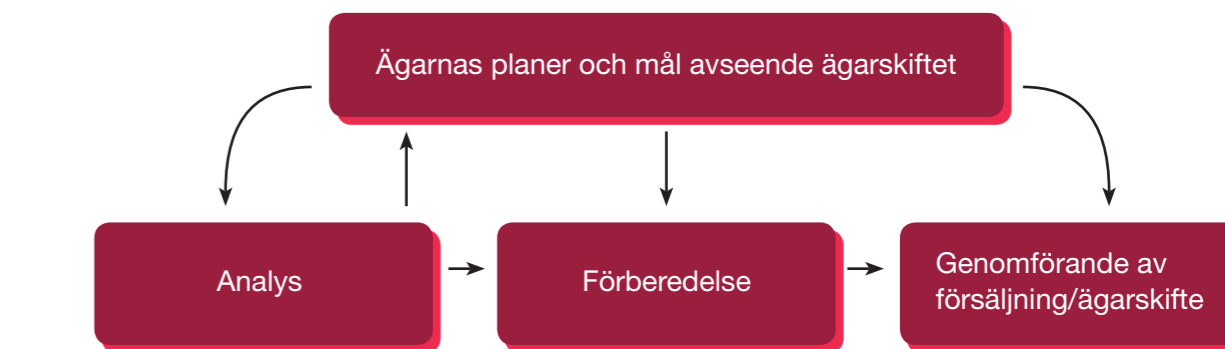 Ägarnas planer och mål avseende ägarskiftet
Analys
Förberedelse
Genomförande av
försäljning/ägarskifte